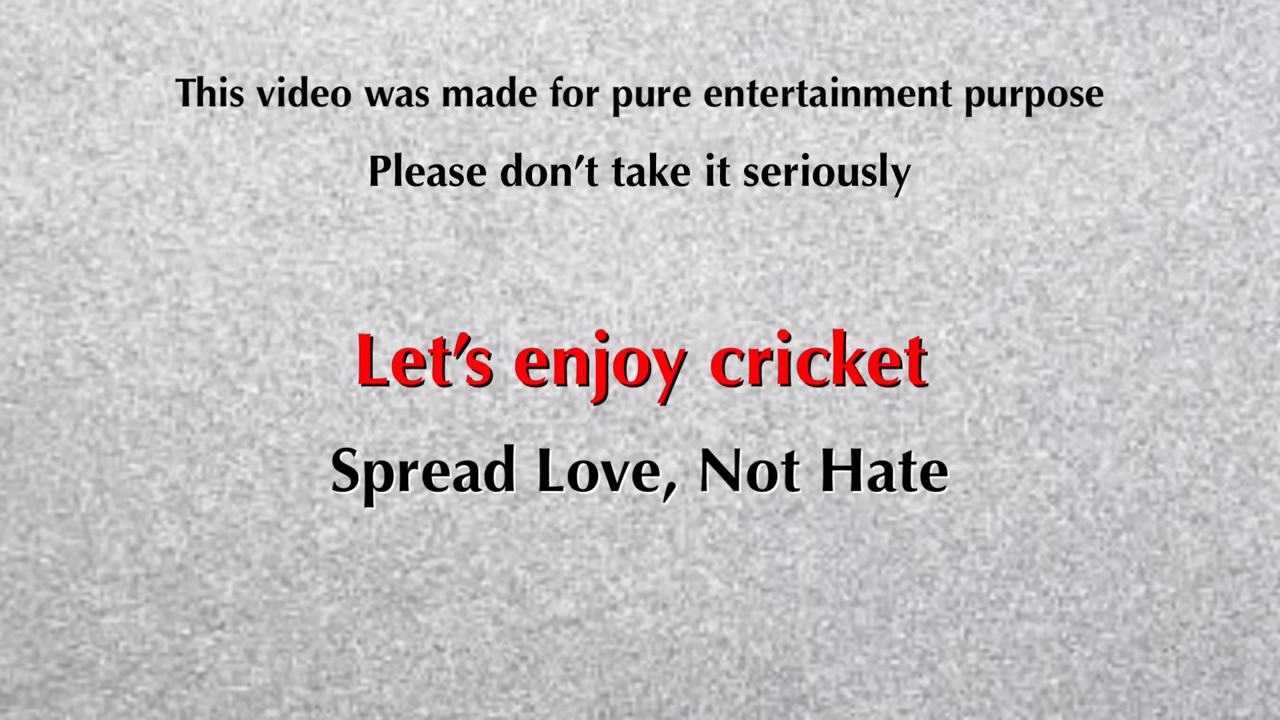 This video was made for pure entertainment purpose
Please don’t take it seriously
Let’s enjoy cricket
Spread Love, Not Hate